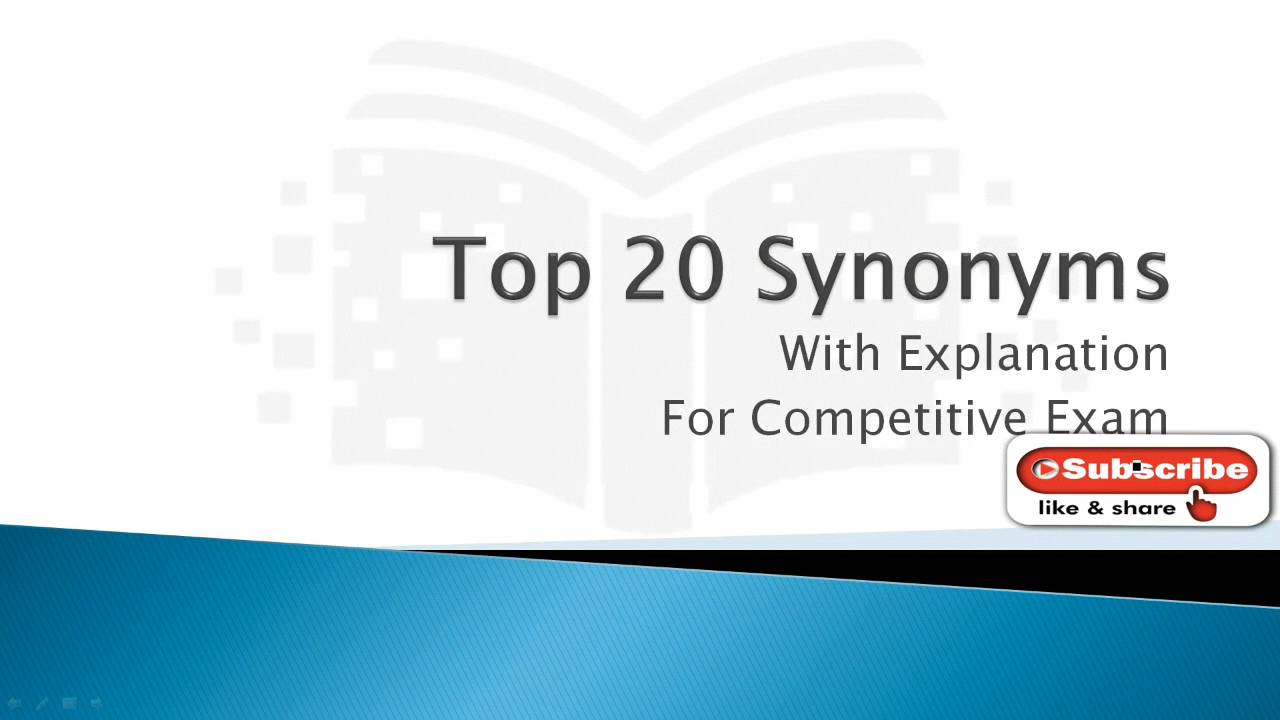 Top 20 Synonyms
With Explanation
For Competitive Exam
Subscribe
like & share